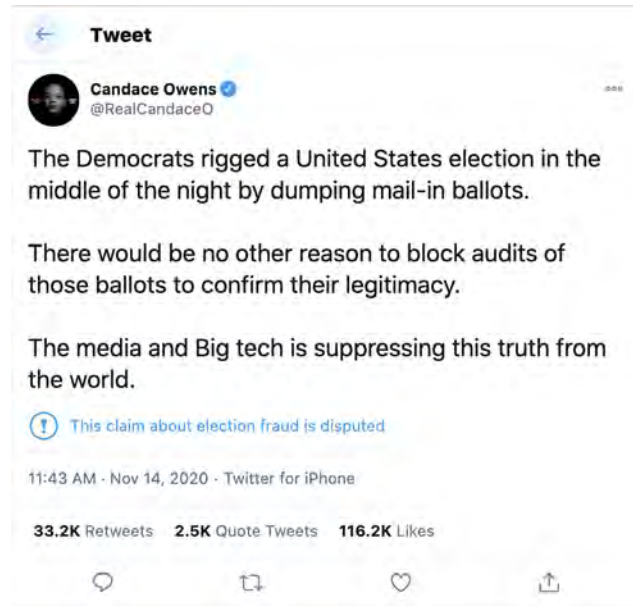 Tweet
Candace Owens
@RealCandaceO
The Democrats rigged a United States election in the
middle of the night by dumping mail-in ballots.
There would be no other reason to block audits of
those ballots to confirm their legitimacy.
The media and Big tech is suppressing this truth from
the world.
This claim about election fraud is disputed
11:43 AM · Nov 14, 2020 · Twitter for iPhone
33.2K Retweets 2.5K Quote Tweets 116.2K Likes